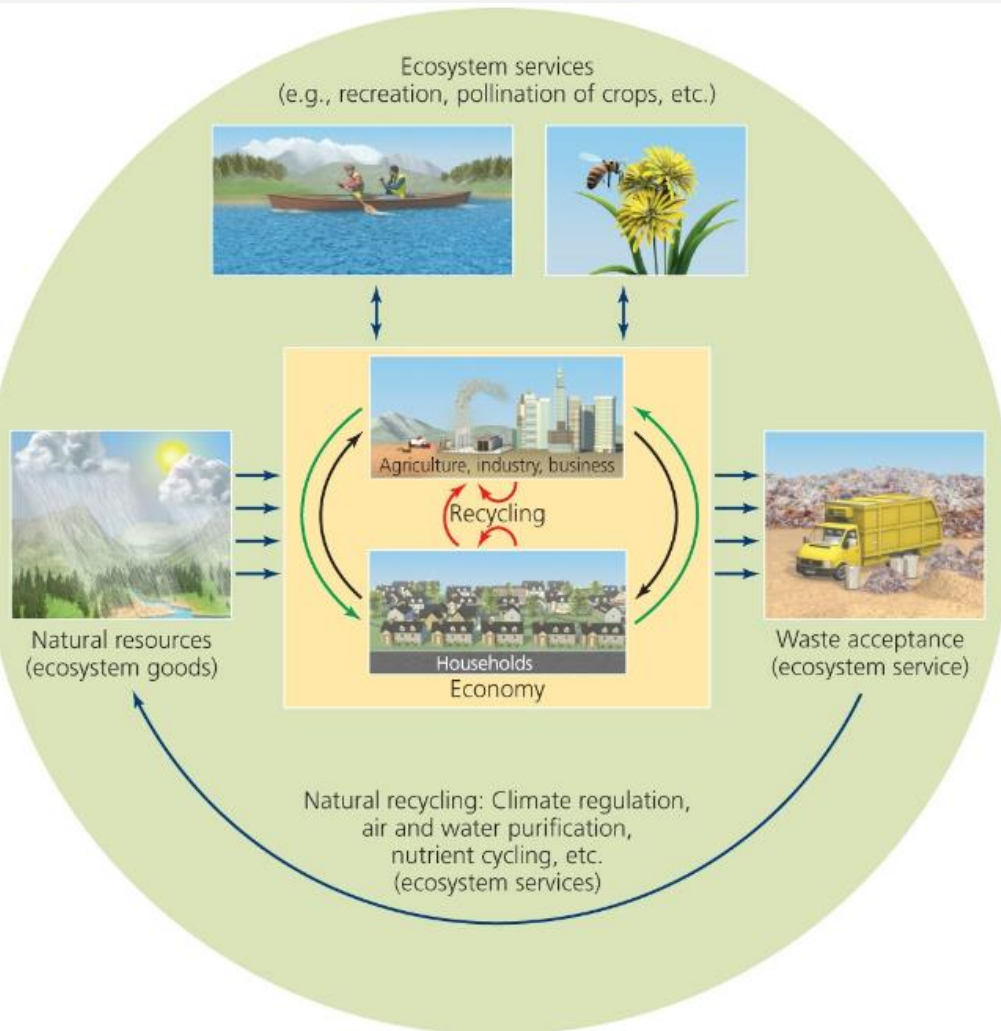 Ecosystem services
(e.g., recreation, pollination of crops, etc.)
Agriculture, industry, business
Recycling
Households
Economy
Natural resources
(ecosystem goods)
Waste acceptance
(ecosystem service)
Natural recycling: Climate regulation,
air and water purification,
nutrient cycling, etc.
(ecosystem services)